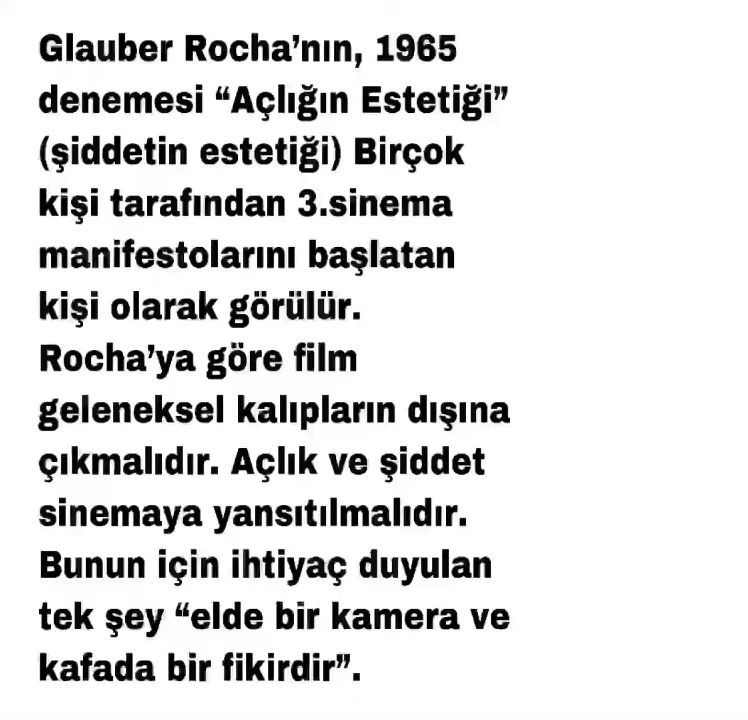 Glauber Rocha’nın, 1965
denemesi “Açlığın Estetiği”
(şiddetin estetiği) Birçok
kişi tarafından 3.sinema
manifestolarını başlatan
kişi olarak görülür.
Rocha’ya göre film
geleneksel kalıpların dışına
çıkmalıdır. Açlık ve şiddet
sinemaya yansıtılmalıdır.
Bunun için ihtiyaç duyulan
tek şey “elde bir kamera ve
kafada bir fikirdir”.